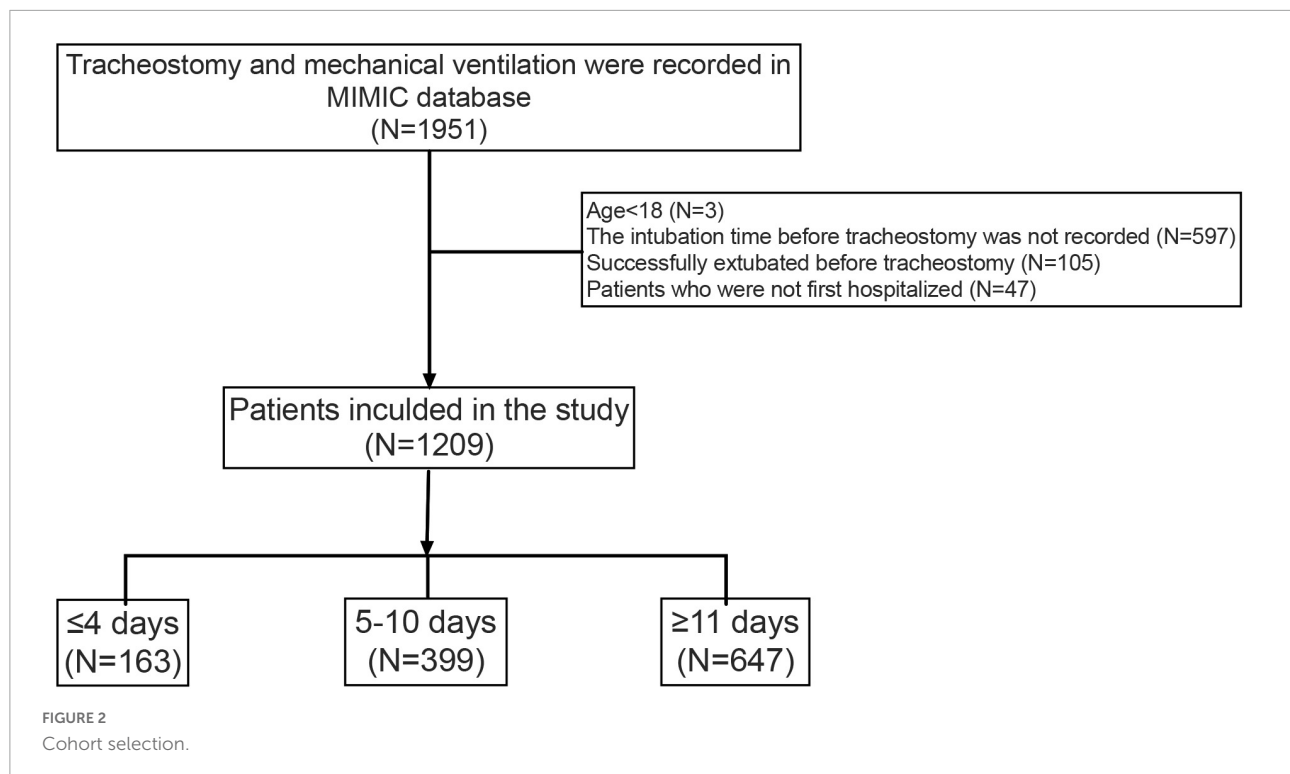 Tracheostomy and mechanical ventilation were recorded in
MIMIC database
(N=1951)
Age<18 (N=3)
The intubation time before tracheostomy was not recorded (N=597)
Successfully extubated before tracheostomy (N=105)
Patients who were not first hospitalized (N=47)
Patients inculded in the study
(N=1209)
≤4 days
(N=163)
5-10 days
(N=399)
≥11 days
(N=647)
FIGURE 2
Cohort selection.